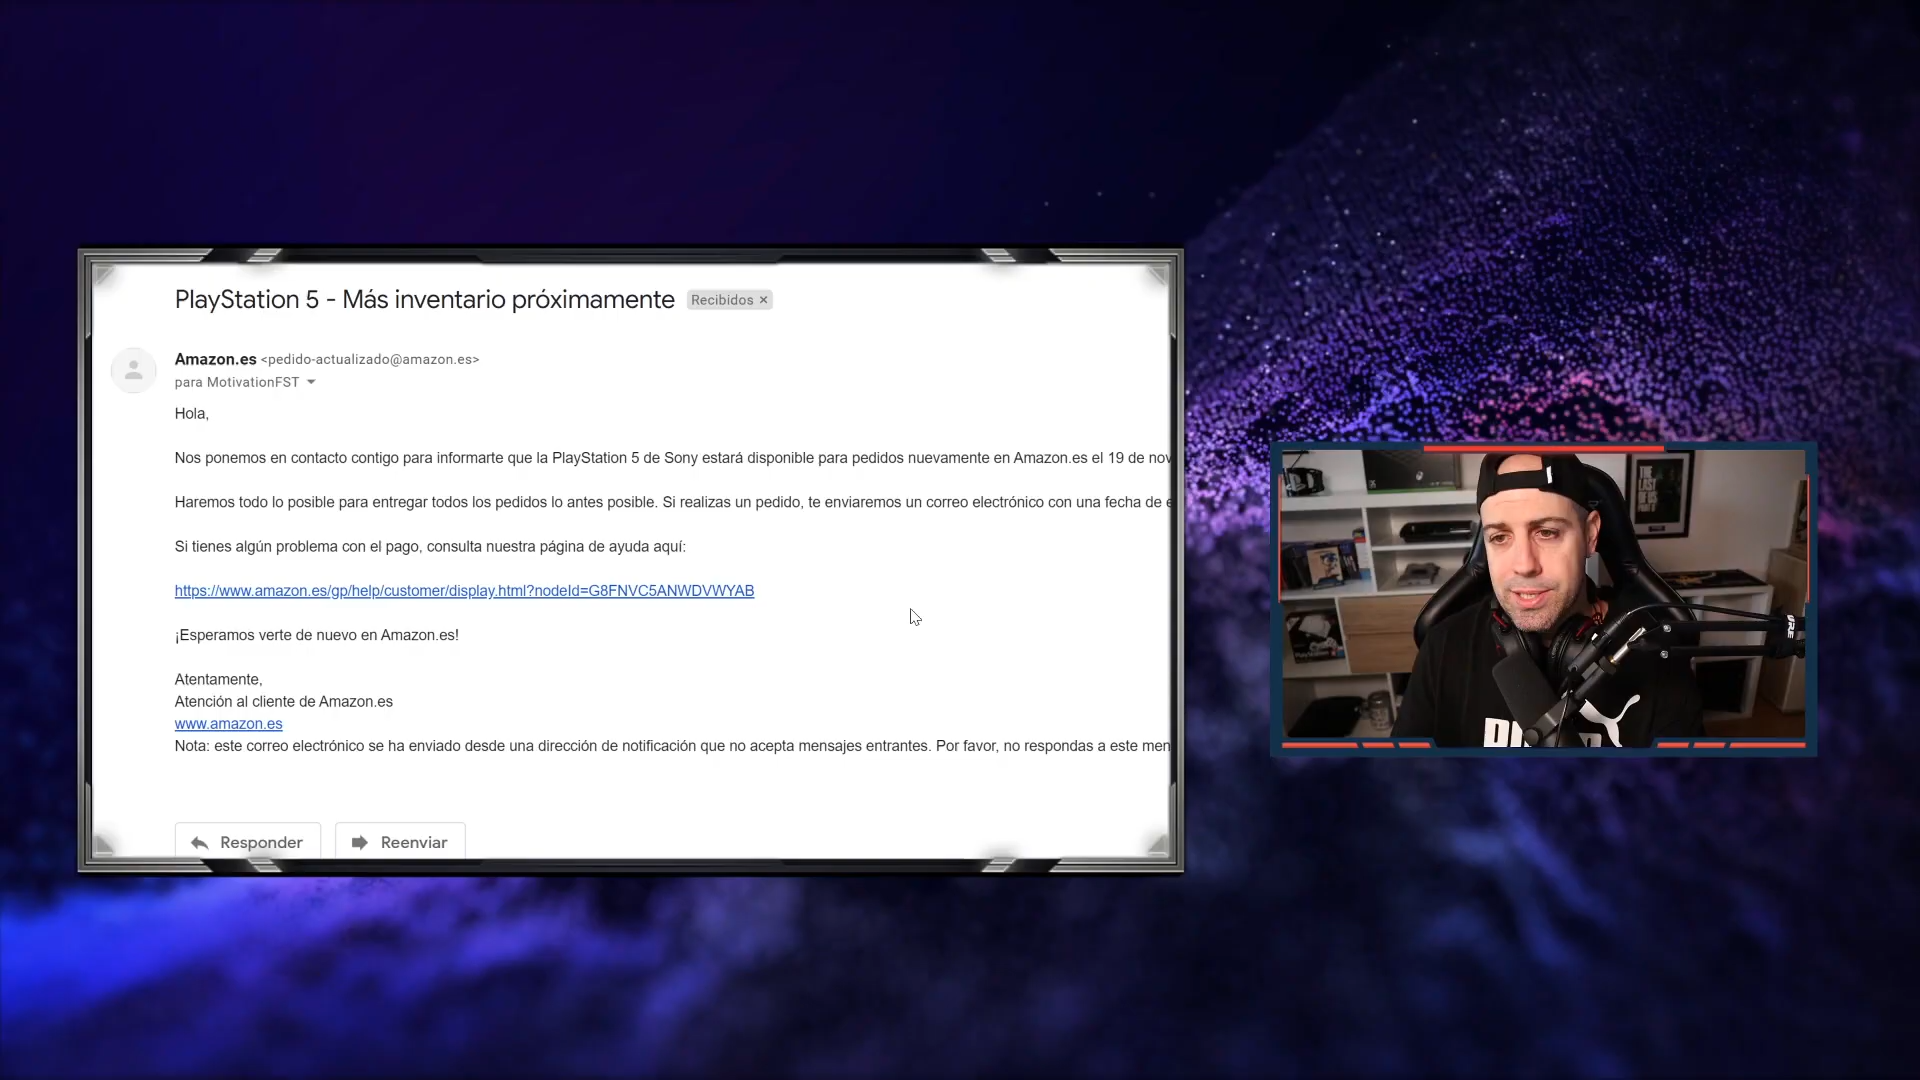 PlayStation 5 - Más inventario próximamente
Recibidos ×
Amazon.es <pedido-actualizado@amazon.es>
para MotivationFST
Hola,
Nos ponemos en contacto contigo para informarte que la PlayStation 5 de Sony estará disponible para pedidos nuevamente en Amazon.es el 19 de nov
Haremos todo lo posible para entregar todos los pedidos lo antes posible. Si realizas un pedido, te enviaremos un correo electrónico con una fecha de e
Si tienes algún problema con el pago, consulta nuestra página de ayuda aquí:
https://www.amazon.es/gp/help/customer/display.html?nodeId=G8FNVC5ANWDVWYAB
¡Esperamos verte de nuevo en Amazon.es!
Atentamente,
Atención al cliente de Amazon.es
www.amazon.es
Nota: este correo electrónico se ha enviado desde una dirección de notificación que no acepta mensajes entrantes. Por favor, no respondas a este men
Responder
Reenviar
THE
LAST
OF US